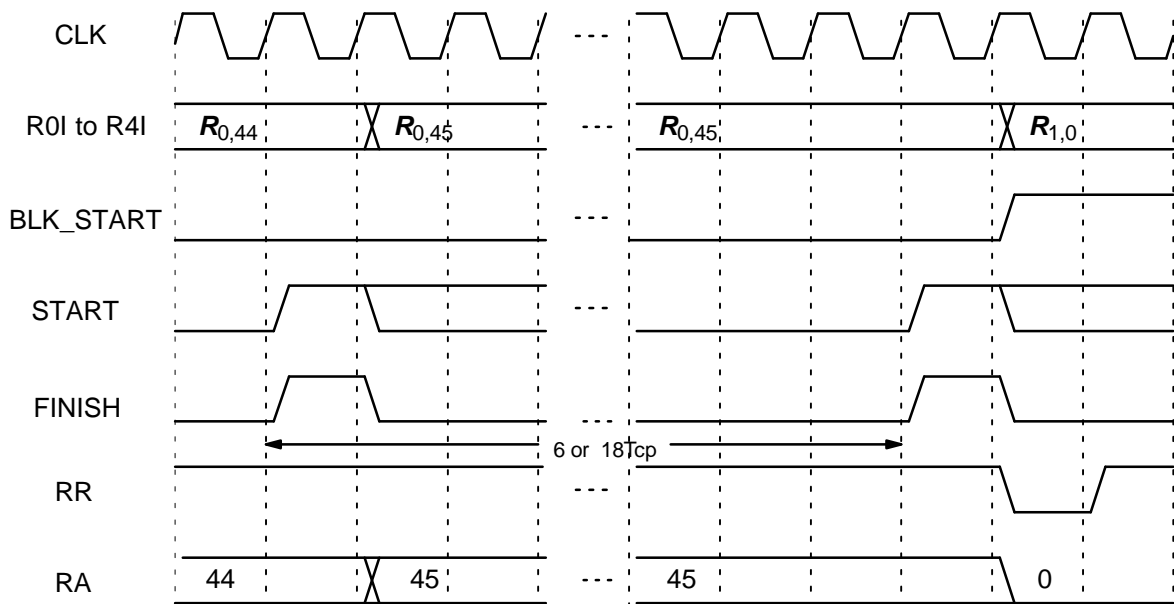 CLK
R0I to R4I R0,44 R0,45 R0,45 R1,0
BLK_START
START
FINISH
6 or 18Tcp
RR
RA 44 45 45 0